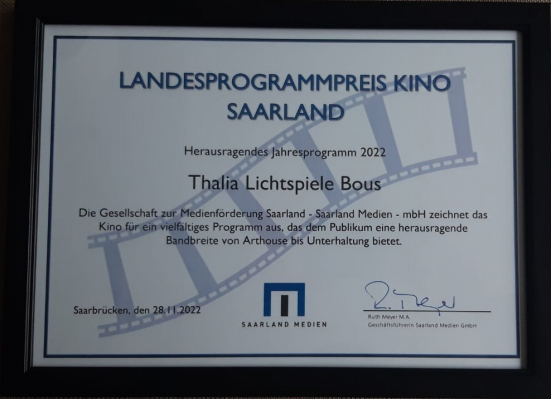 LANDESPROGRAMMPREIS KINO
SAARLAND
Herausragendes Jahresprogramm 2022
Thalia Lichtspiele Bous
Die Gesellschaft zur Medienförderung Saarland - Saarland Medien - mbH zeichnet das
Kino für ein vielfältiges Programm aus, das dem Publikum eine herausragende
Bandbreite von Arthouse bis Unterhaltung bietet.
Saarbrücken, den 28.11.2022
SAARLAND MEDIEN
R. Meyer
Ruth Meyer M.A.
Geschäftsführerin Saarland Medien GmbH